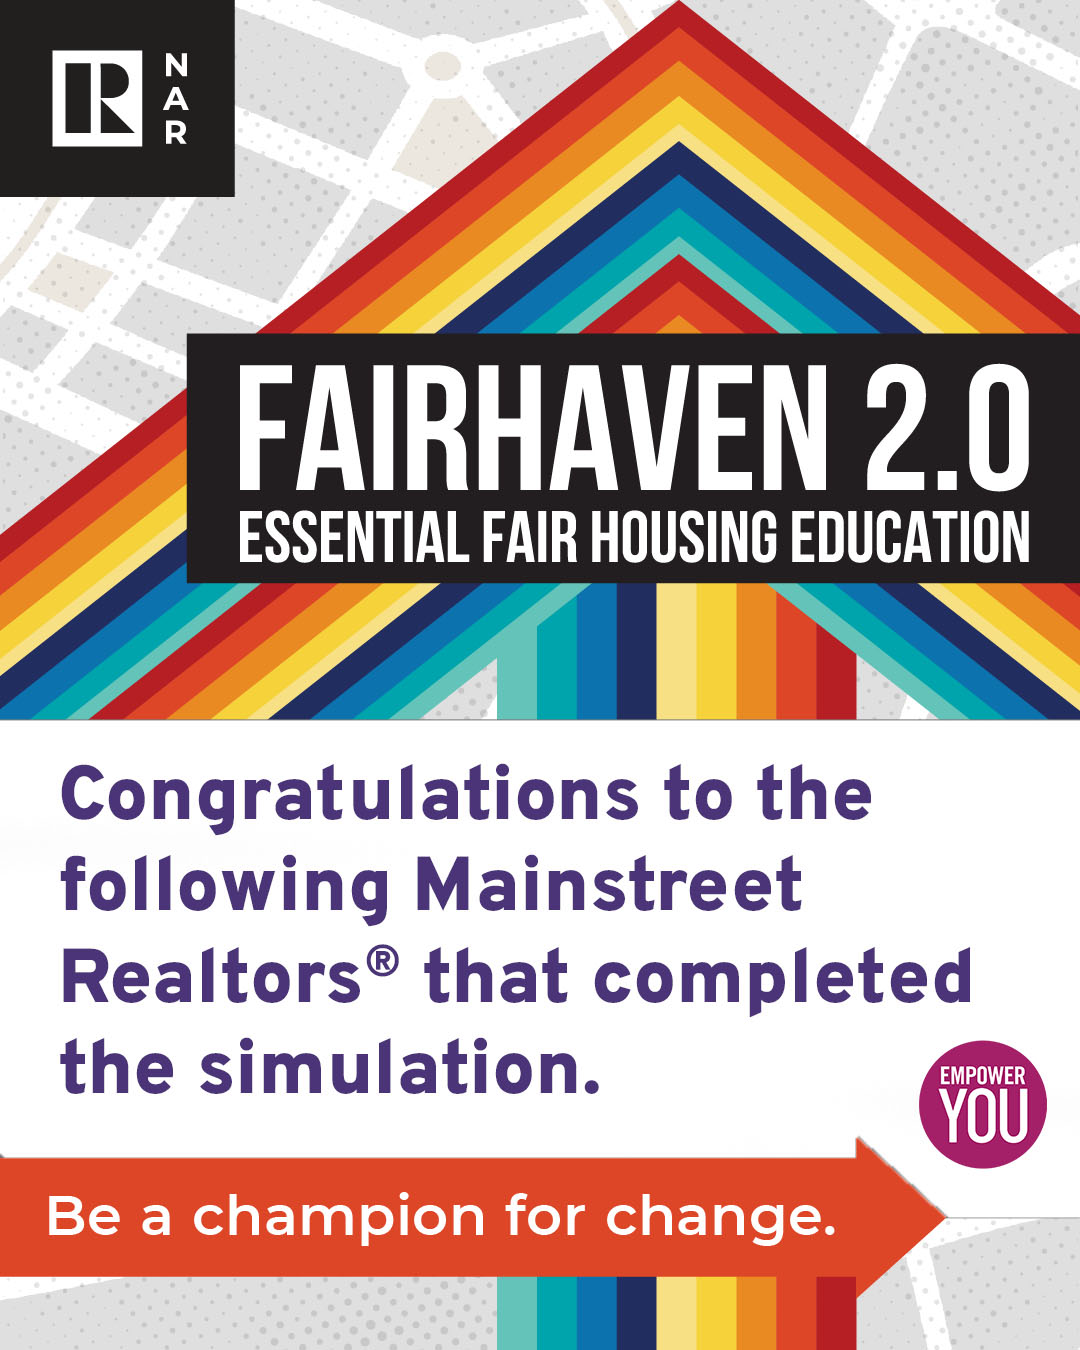 R
NAR
FAIRHAVEN 2.0
ESSENTIAL FAIR HOUSING EDUCATION
Congratulations to the
following Mainstreet
Realtors® that completed
the simulation.
EMPOWER
YOU
Be a champion for change.